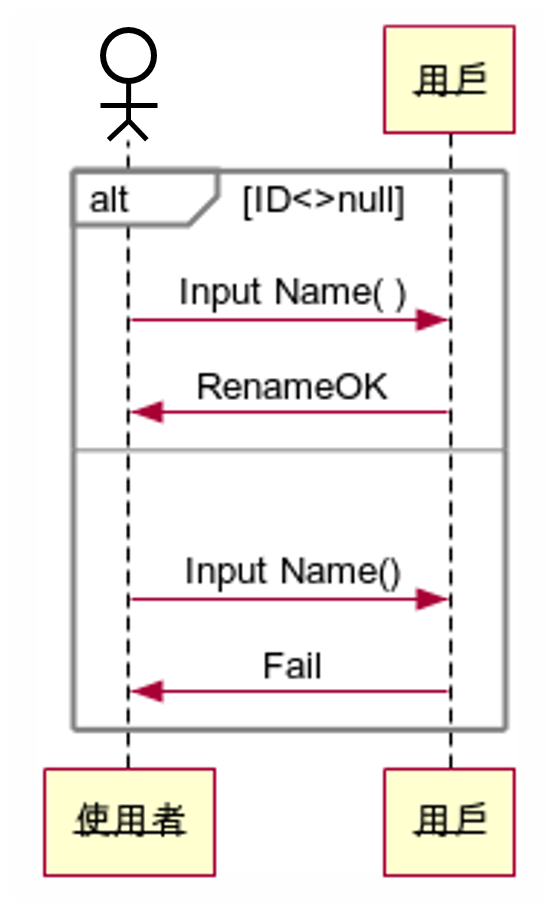 用戶
alt [ID<>null]
Input Name( )
RenameOK
Input Name()
Fail
使用者 用戶